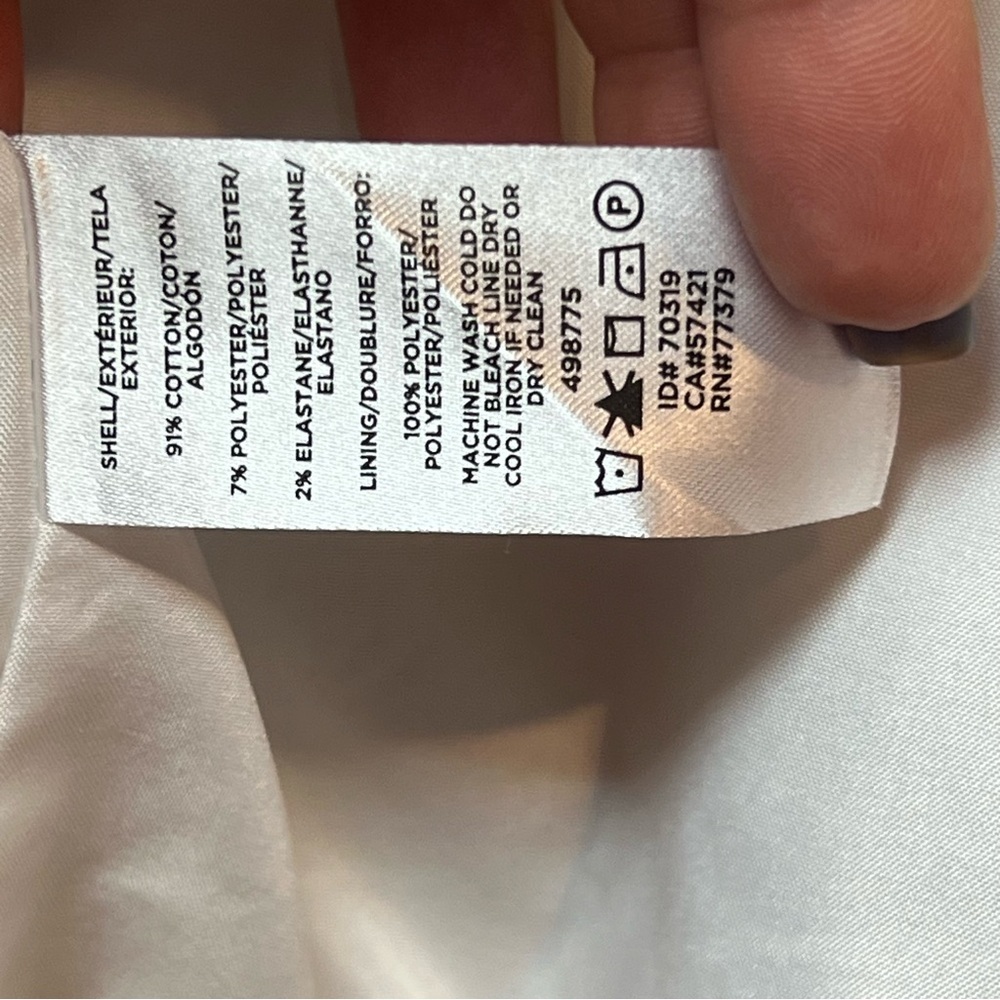 SHELL/EXTÉRIEUR/TELA
EXTERIOR:
91% COTTON/COTON/
ALGODÓN
7% POLYESTER/POLYESTER/
POLIÉSTER
2% ELASTANE/ELASTHANNE/
ELASTANO
LINING/DOUBLURE/FORRO:
100% POLYESTER/
POLYESTER/POLIÉSTER
MACHINE WASH COLD DO
NOT BLEACH LINE DRY
COOL IRON IF NEEDED OR
DRY CLEAN
498775
P
ID# 70319
CA#57421
RN#77379